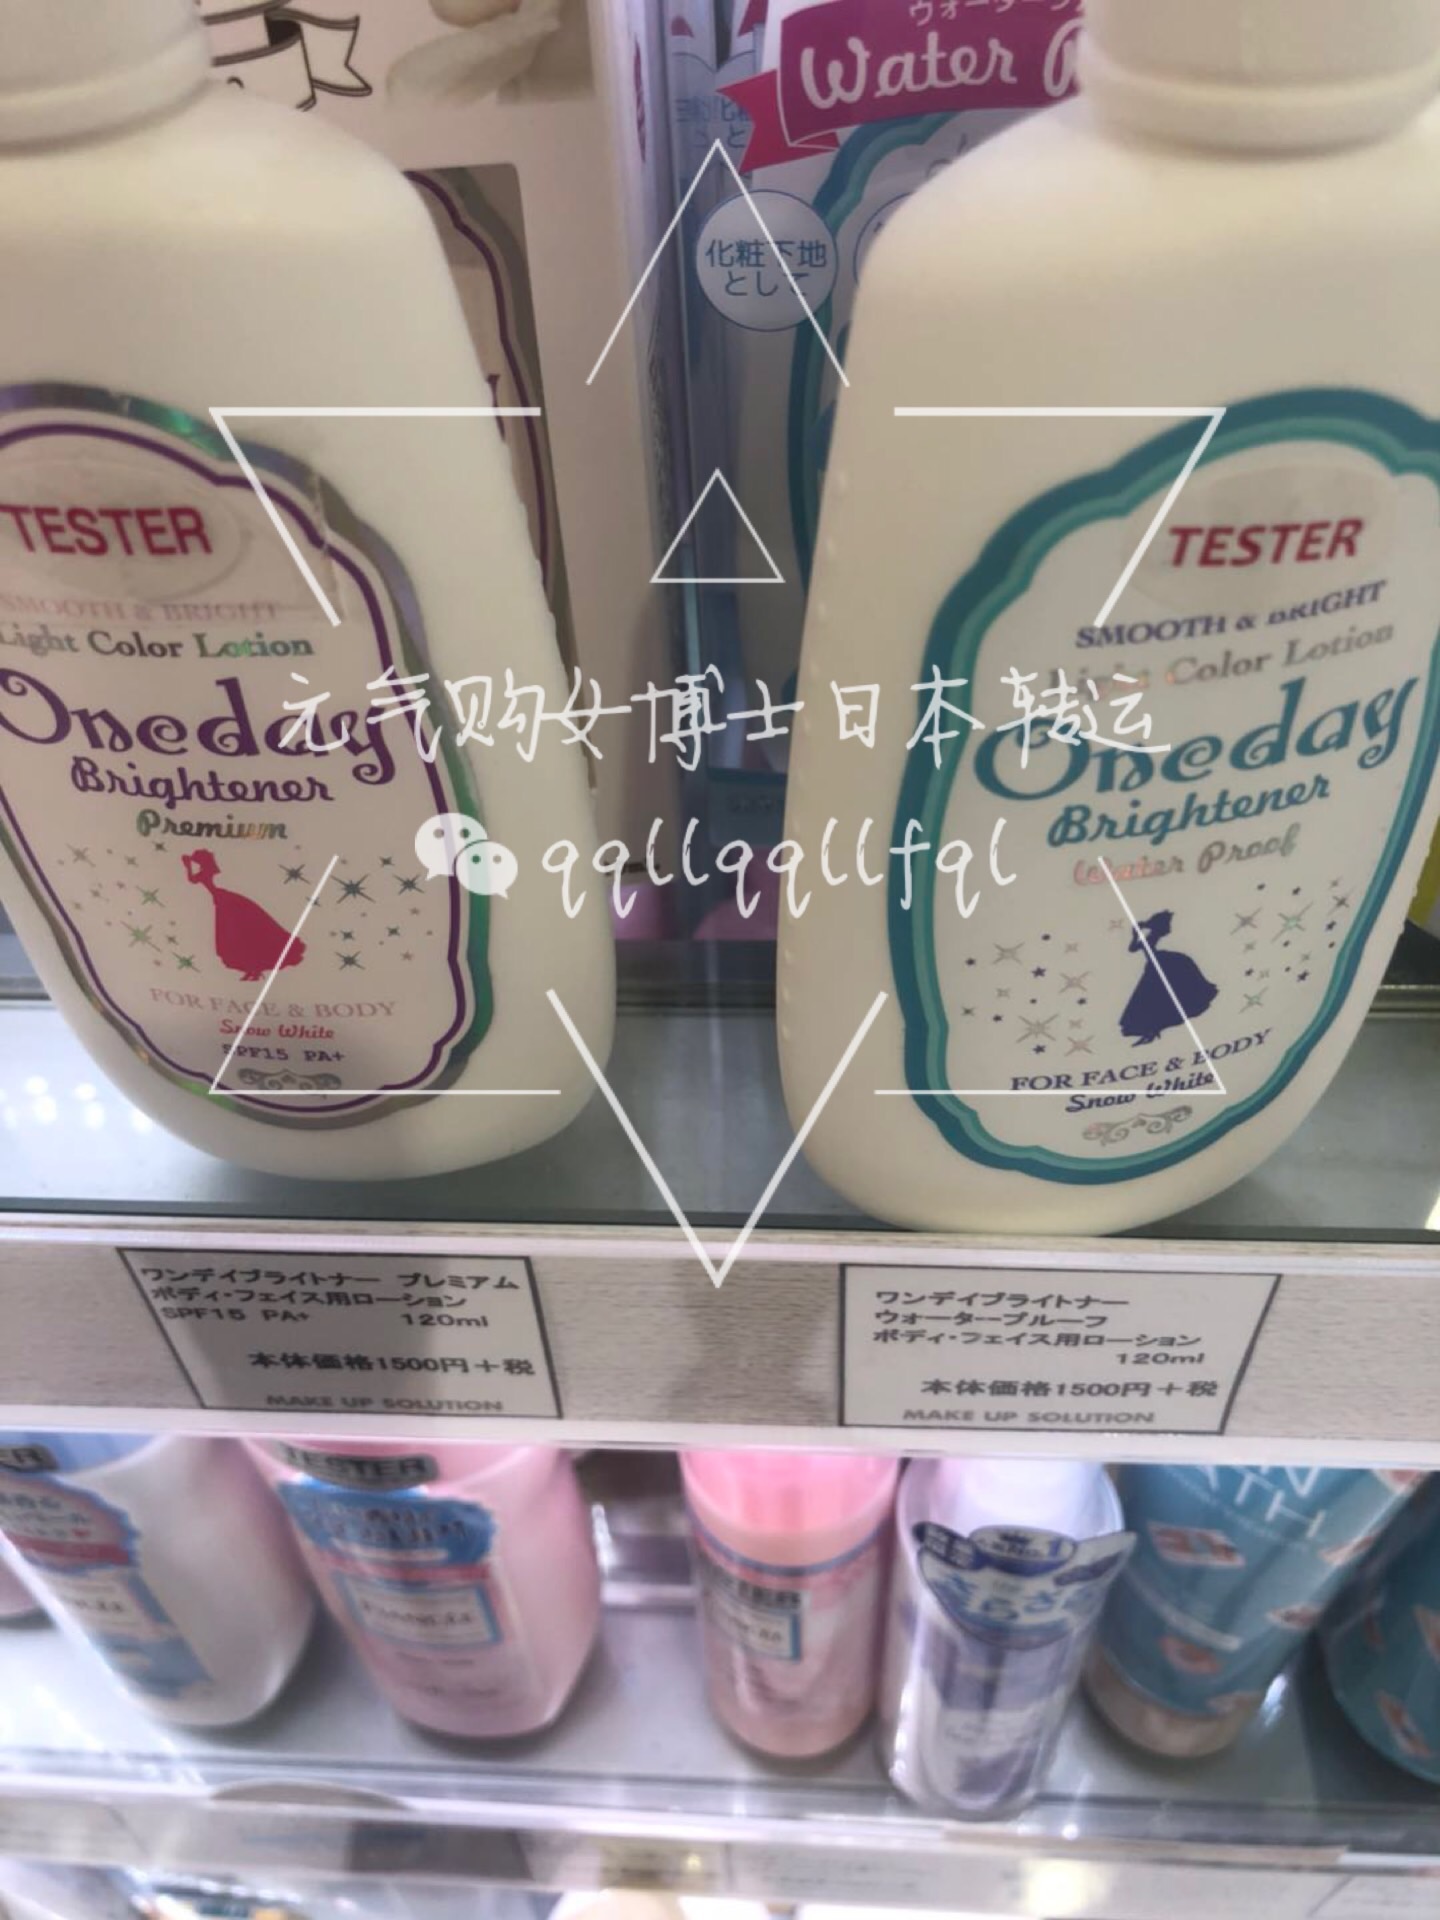 Water
化粧下地
として
TESTER
SMOOTH & BRIGHT
Light Color Lotion
Oneday
Brightener
Premium
FOR FACE & BODY
Snow White
SPF15 PA+
TESTER
SMOOTH & BRIGHT
Light Color Lotion
Oneday
Brightener
Water Proof
FOR FACE & BODY
Snow White
元气购女博士日本转运
qqllqqllfql
ワンデイブライトナー プレミアム
ボディ・フェイス用ローション
SPF15 PA+ 120ml
本体価格1500円+税
MAKE UP SOLUTION
ワンデイブライトナー
ウォーループルーフ
ボディ・フェイス用ローション
120ml
本体価格1500円+税
MAKE UP SOLUTION
TESTER
さらさら